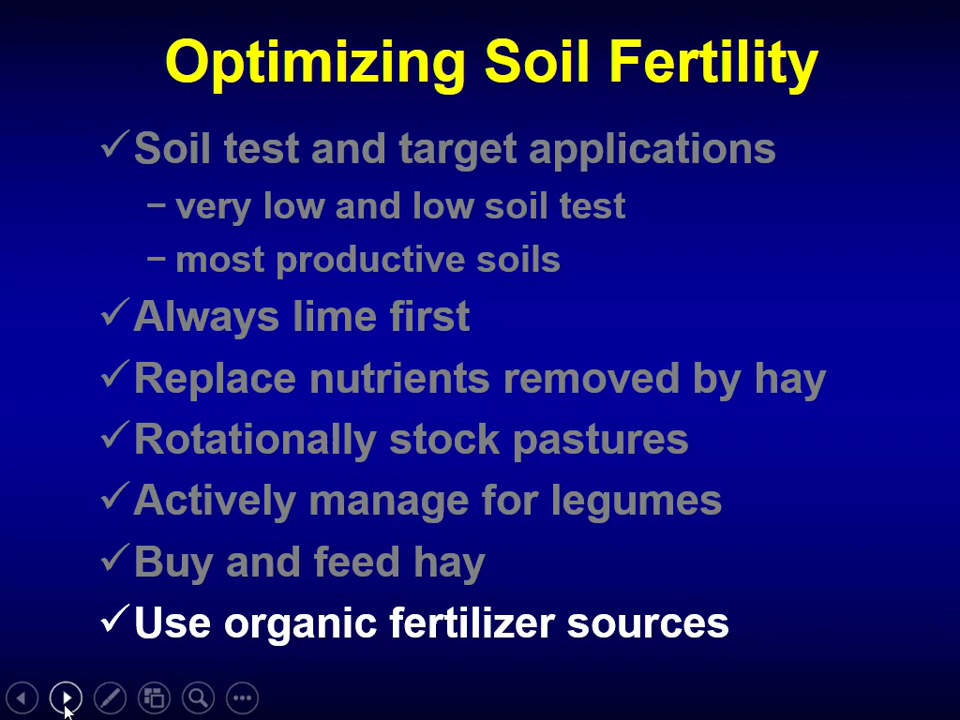 Optimizing Soil Fertility
✓Soil test and target applications
−very low and low soil test
−most productive soils
✓Always lime first
✓Replace nutrients removed by hay
✓Rotationally stock pastures
✓Actively manage for legumes
✓Buy and feed hay
✓Use organic fertilizer sources